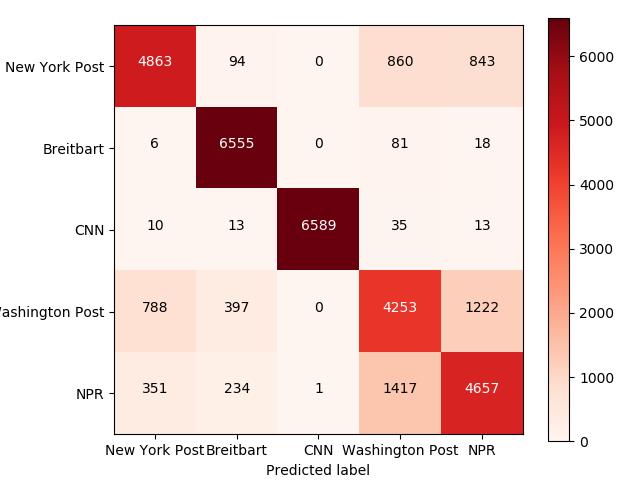 New York Post 4863 94 0 860 843
Breitbart 6 6555 0 81 18
CNN 10 13 6589 35 13
ashington Post 788 397 0 4253 1222
NPR 351 234 1 1417 4657
New York Post Breitbart CNN Washington Post NPR
Predicted label
6000
5000
4000
3000
2000
1000
0